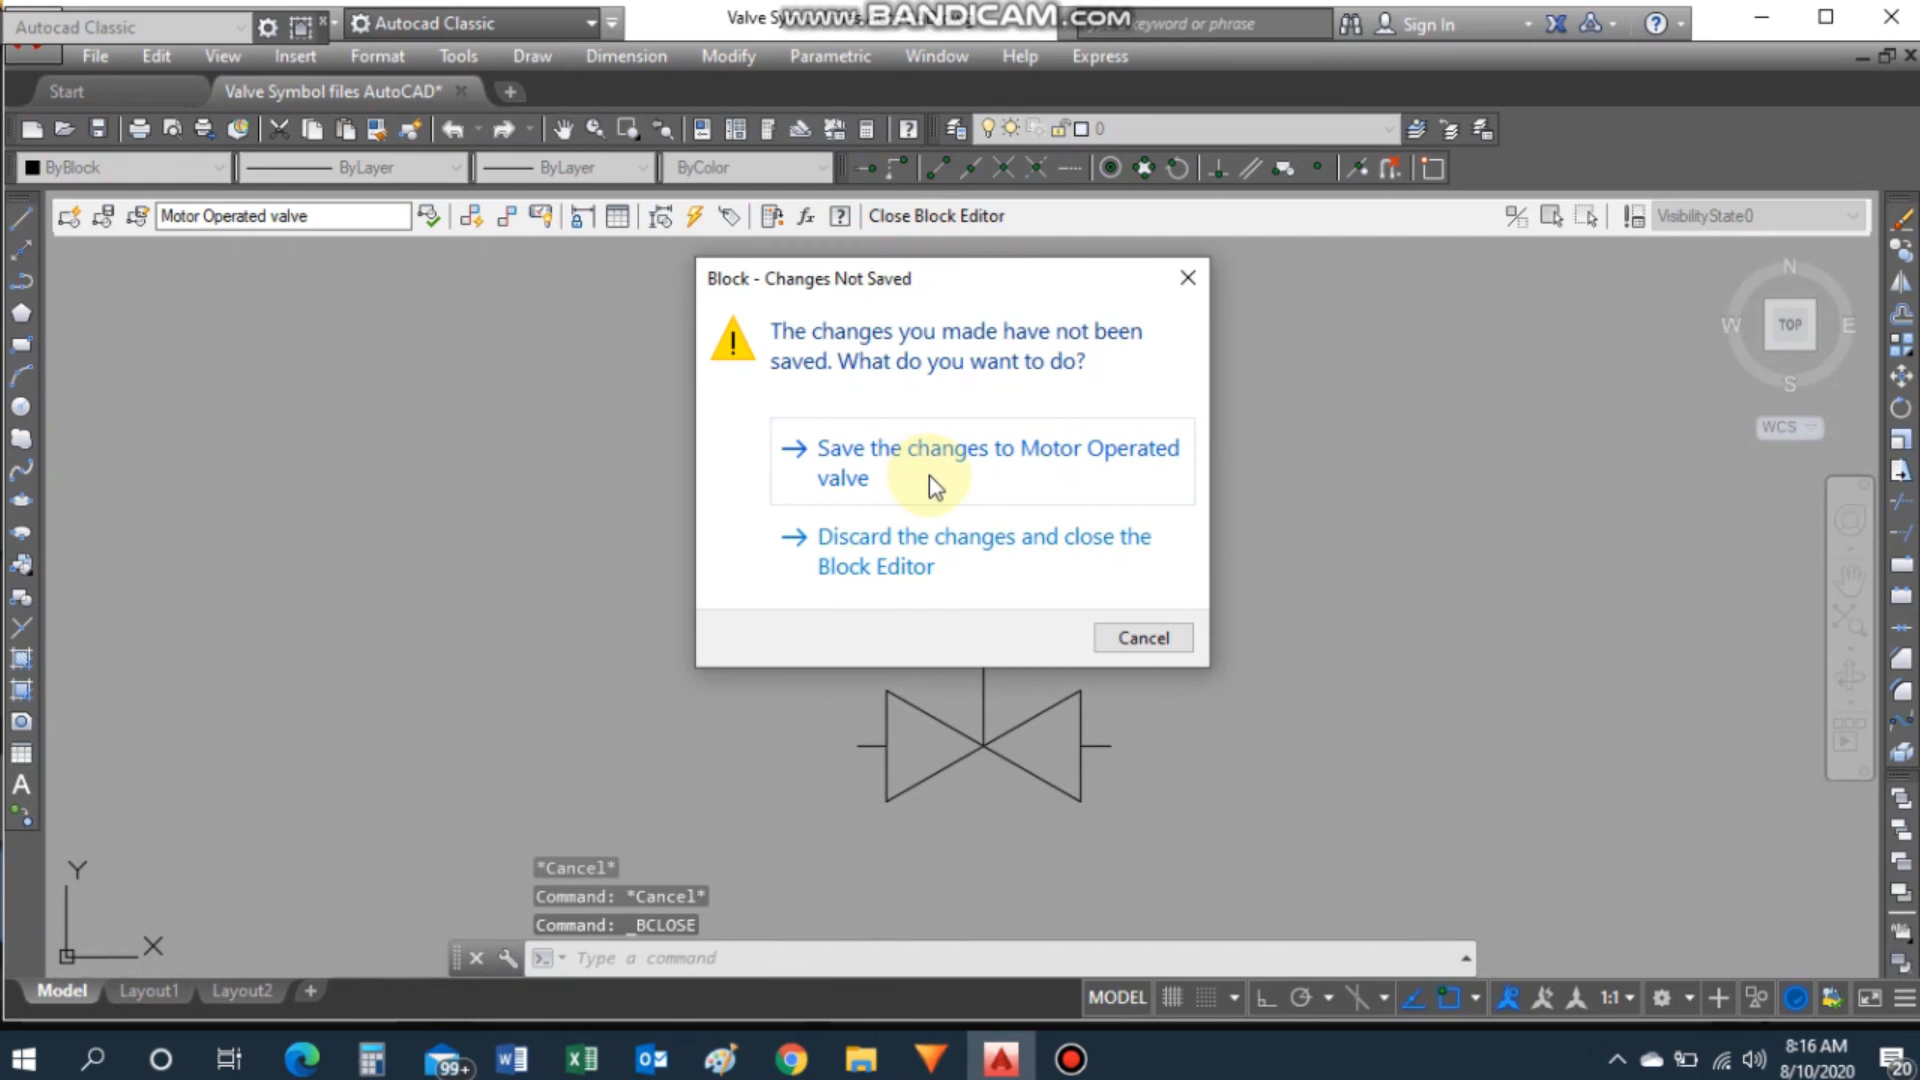 Autocad Classic
Autocad Classic
Valve Sy
www.BANDICAM.com
keyword or phrase
Sign In
File Edit View Insert Format Tools Draw Dimension Modify Parametric Window Help Express
Start
Valve Symbol files AutoCAD*
0
ByBlock
ByLayer
ByLayer
ByColor
Motor Operated valve
fx
Close Block Editor
VisibilityState0
Block - Changes Not Saved
The changes you made have not been
saved. What do you want to do?
Save the changes to Motor Operated
valve
Discard the changes and close the
Block Editor
Cancel
N
W TOP E
S
WCS
A
Y
X
*Cancel*
Command: *Cancel*
Command: _BCLOSE
Type a command
Model Layout1 Layout2
MODEL
1:1
99+
8:16 AM
8/10/2020
20